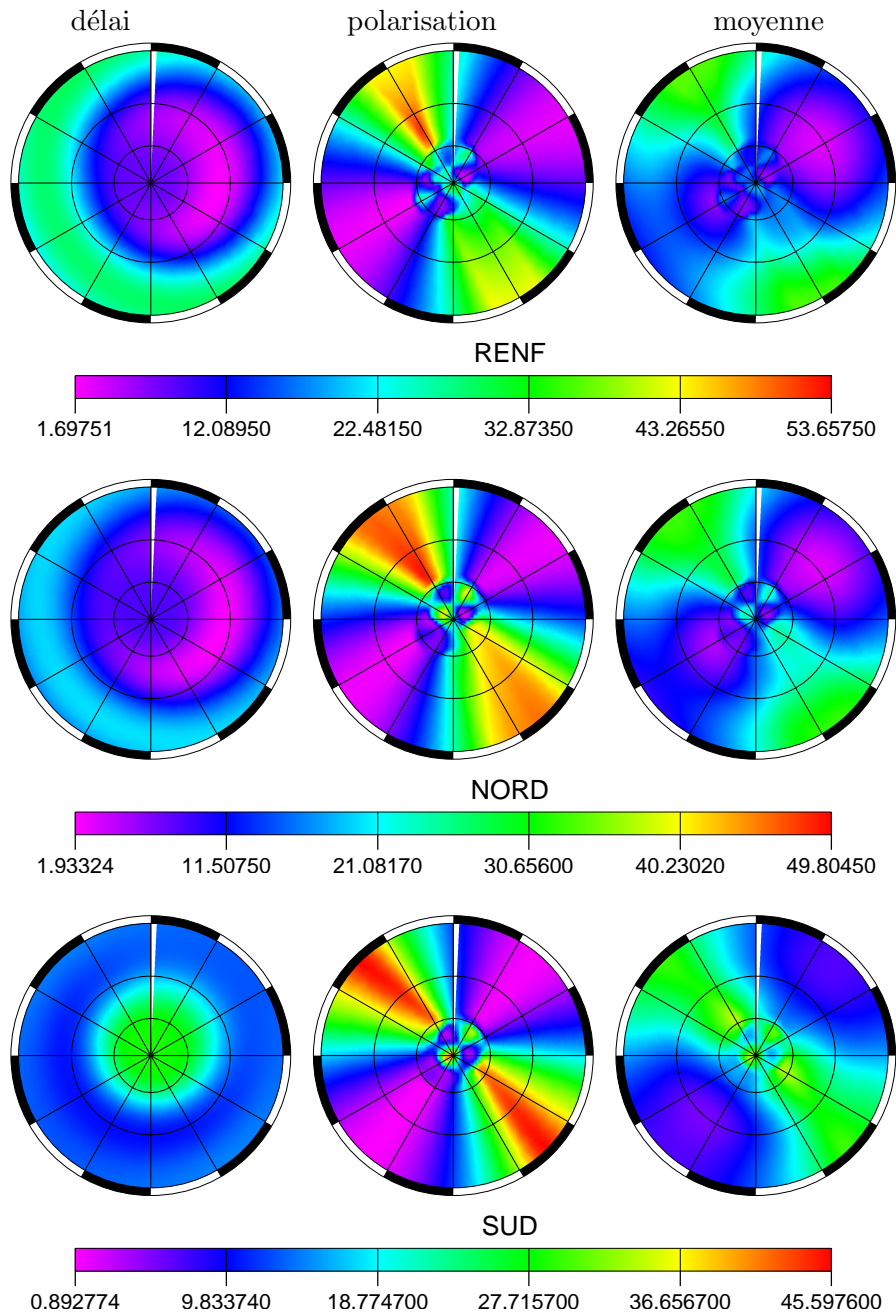 délai polarisation moyenne
RENF
1.69751 12.08950 22.48150 32.87350 43.26550 53.65750
NORD
1.93324 11.50750 21.08170 30.65600 40.23020 49.80450
SUD
0.892774 9.833740 18.774700 27.715700 36.656700 45.597600